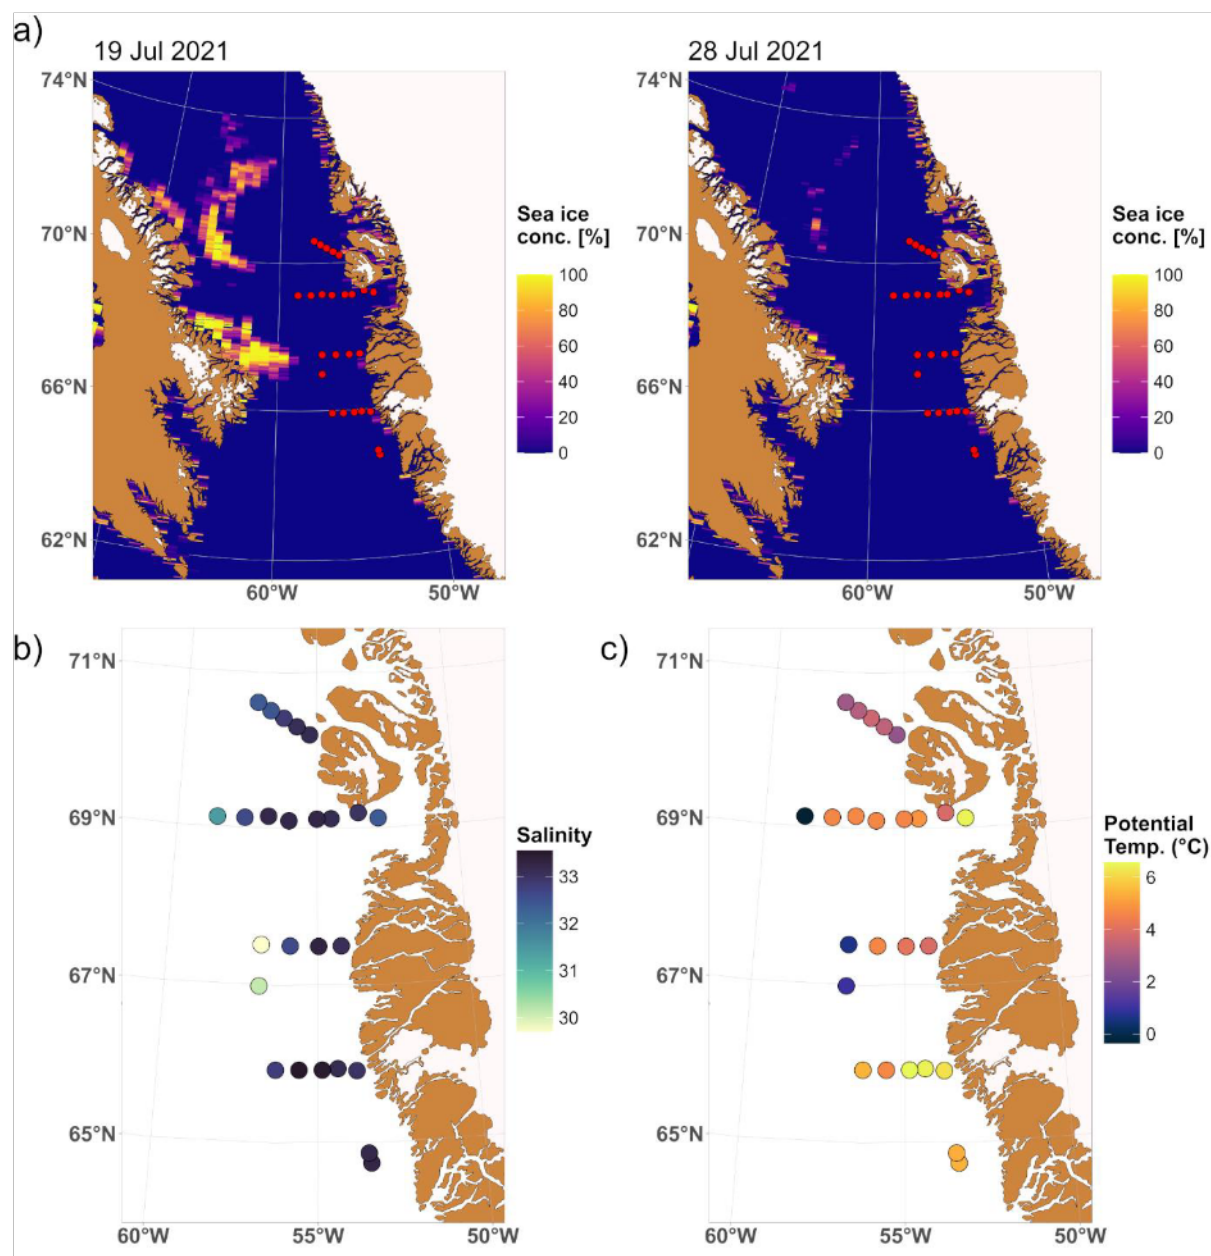 a)
19 Jul 2021
28 Jul 2021
74°N
70°N
66°N
62°N
60°W
50°W
Sea ice
conc. [%]
100
80
60
40
20
0
74°N
70°N
66°N
62°N
60°W
50°W
Sea ice
conc. [%]
100
80
60
40
20
0
b)
71°N
69°N
67°N
65°N
60°W
55°W
50°W
Salinity
33
32
31
30
c)
71°N
69°N
67°N
65°N
60°W
55°W
50°W
Potential
Temp. (°C)
6
4
2
0